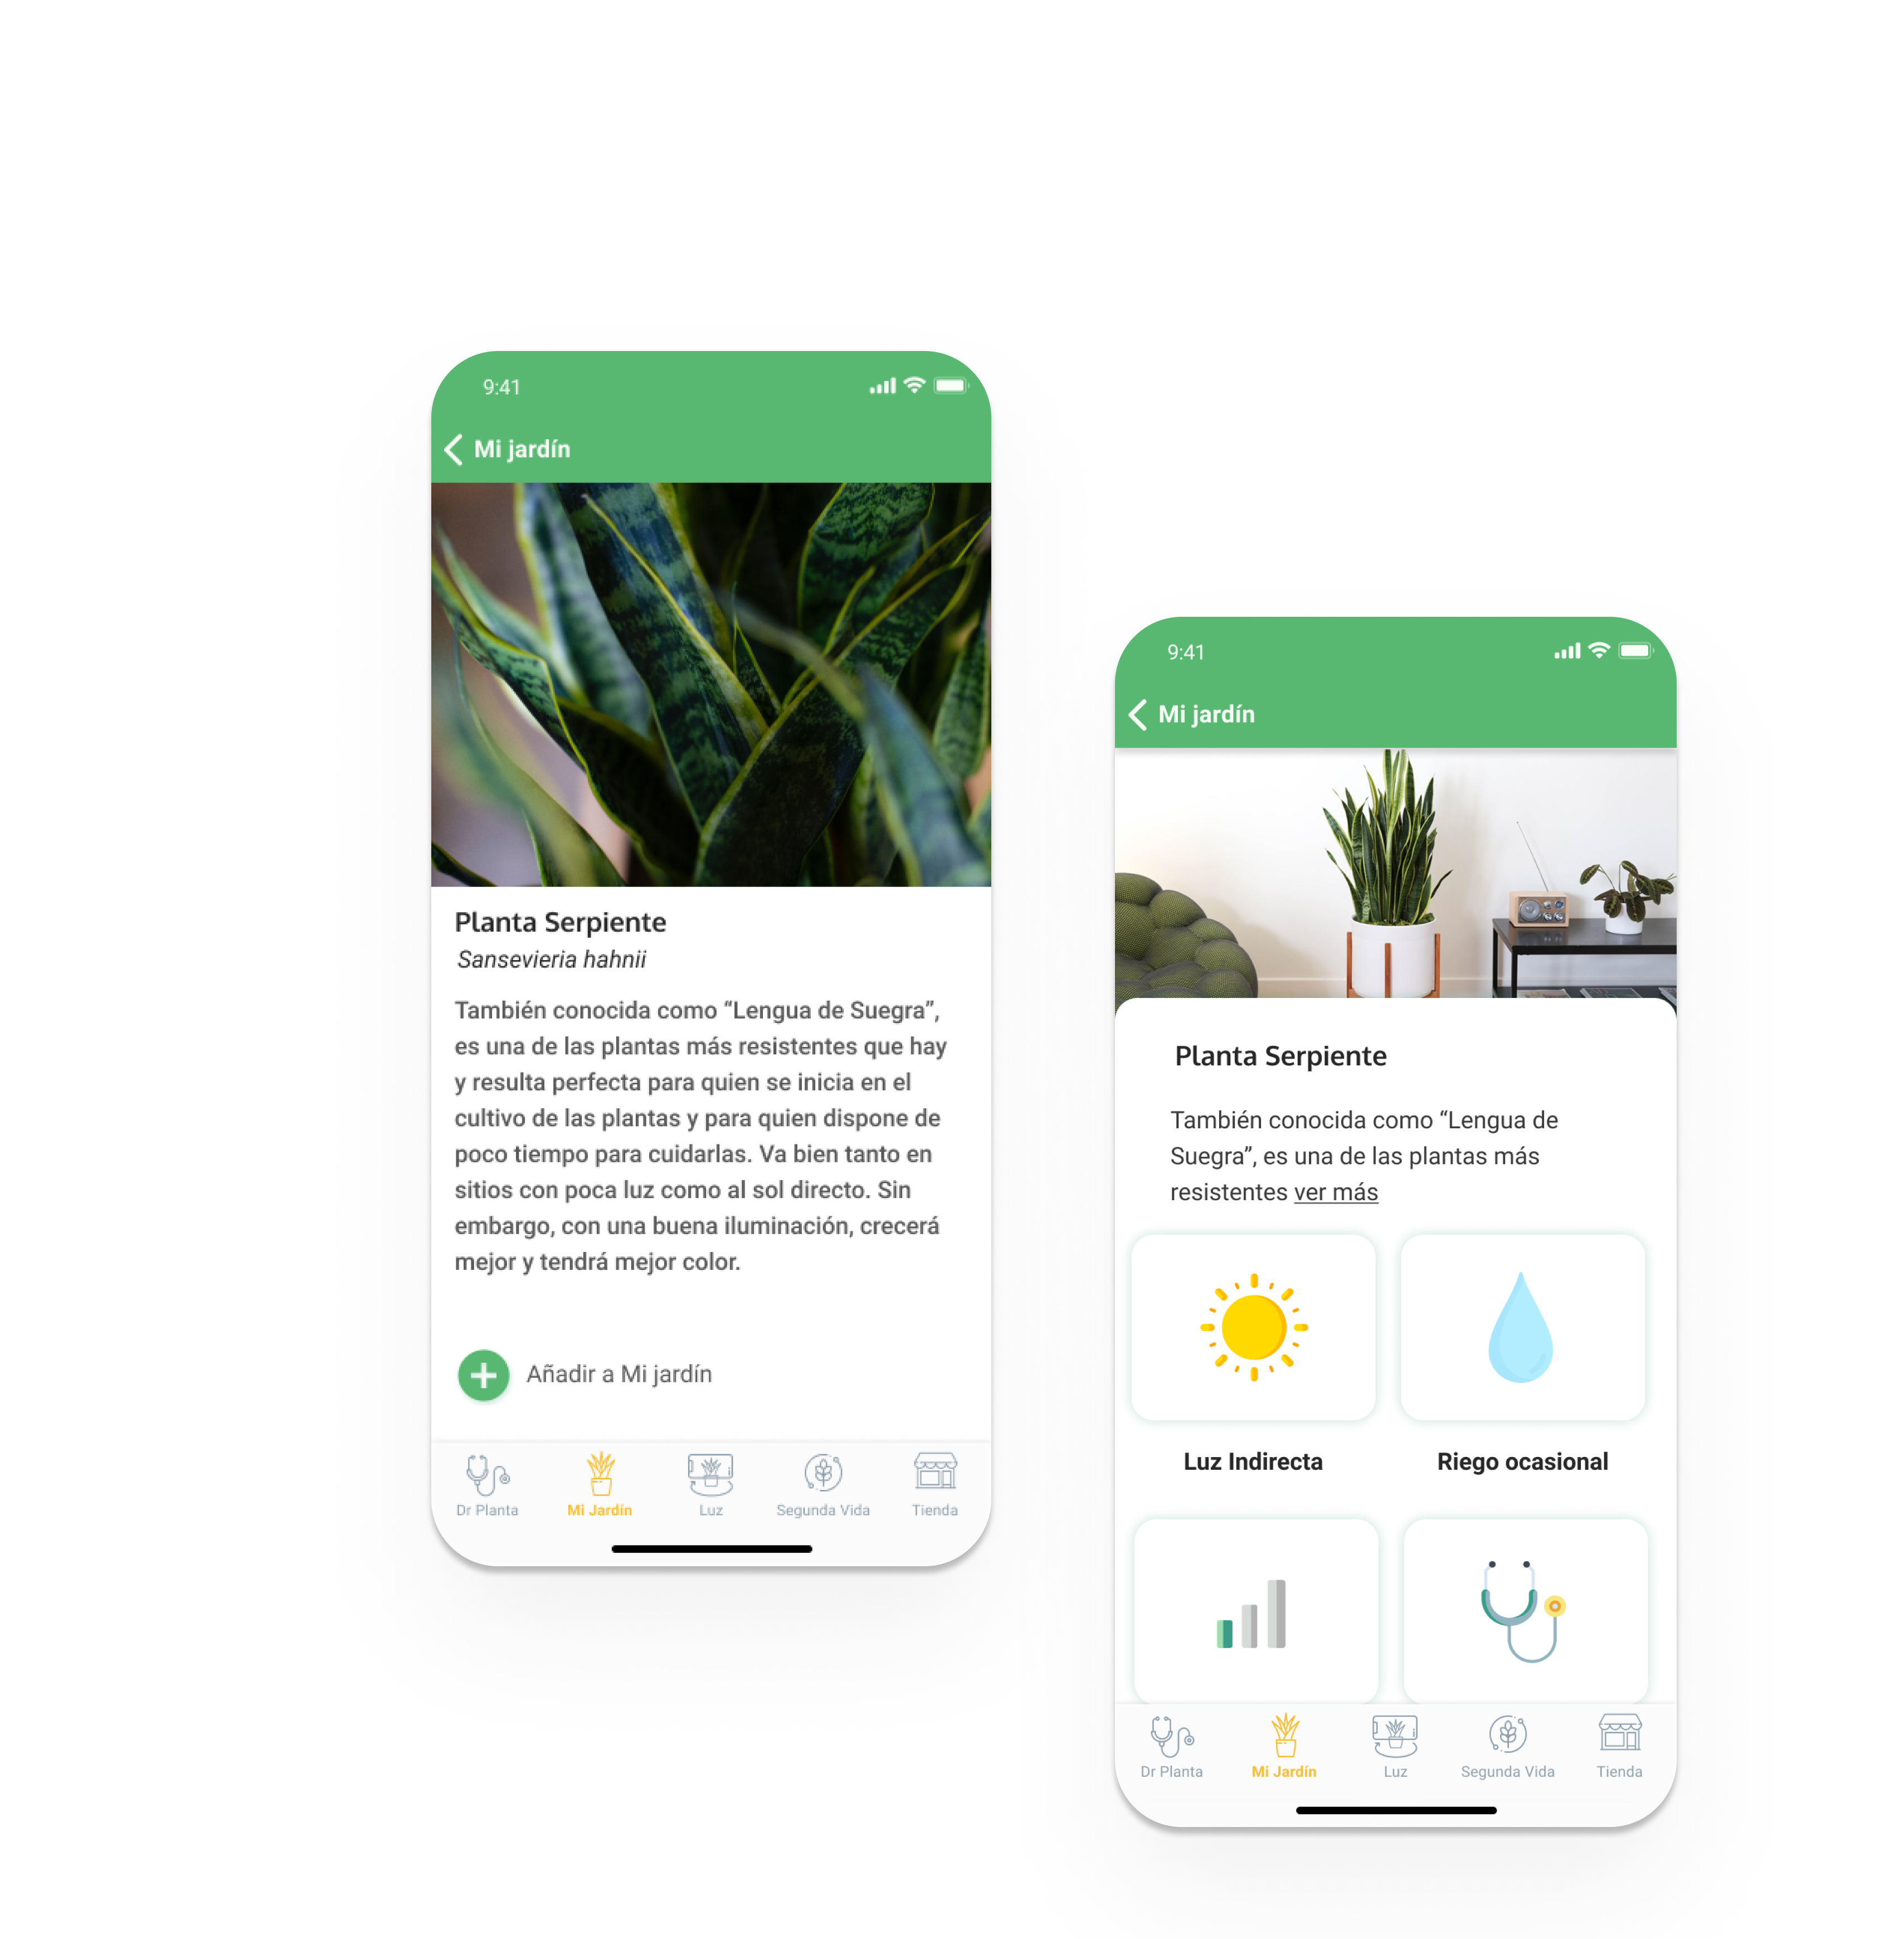 9:41
Mi jardín
Planta Serpiente
Sansevieria hahnii
También conocida como “Lengua de Suegra”,
es una de las plantas más resistentes que hay
y resulta perfecta para quien se inicia en el
cultivo de las plantas y para quien dispone de
poco tiempo para cuidarlas. Va bien tanto en
sitios con poca luz como al sol directo. Sin
embargo, con una buena iluminación, crecerá
mejor y tendrá mejor color.
Añadir a Mi jardín
Dr Planta Mi Jardín Luz Segunda Vida Tienda
9:41
Mi jardín
Planta Serpiente
También conocida como “Lengua de
Suegra”, es una de las plantas más
resistentes ver más
Luz Indirecta Riego ocasional
Dr Planta Mi Jardín Luz Segunda Vida Tienda